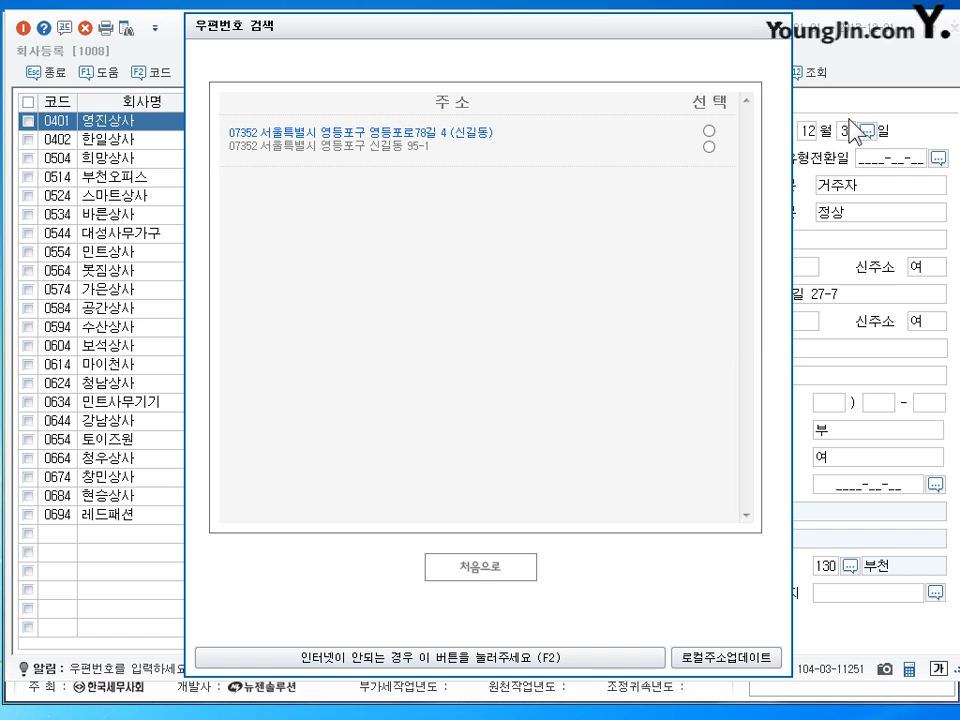 우편번호 검색
YoungJin.com Y.
회사등록 [1008]
Esc 종료 F1 도움 F2 코드
조회
코드 회사명
0401 영진상사
0402 한일상사
0504 희망상사
0514 부천오피스
0524 스마트상사
0534 바른상사
0544 대성사무가구
0554 민트상사
0564 봇짐상사
0574 가은상사
0584 공간상사
0594 수산상사
0604 보석상사
0614 마이천사
0624 청남상사
0634 민트사무기기
0644 강남상사
0654 토이즈원
0664 청우상사
0674 창민상사
0684 현승상사
0694 레드패션
주 소 선 택
07352 서울특별시 영등포구 영등포로78길 4 (신길동)
07352 서울특별시 영등포구 신길동 95-1
처음으로
인터넷이 안되는 경우 이 버튼을 눌러주세요 (F2)
로컬주소업데이트
12 월 3 일
형전환일 ____-__-__
거주자
정상
신주소 여
길 27-7
신주소 여
) -
부
여
____-__-__
130 부천
알림 : 우편번호를 입력하세요
104-03-11251
가
주 최 : 한국세무사회 개발사 : 뉴젠솔루션 부가세작업년도 : 원천작업년도 : 조정귀속년도 :